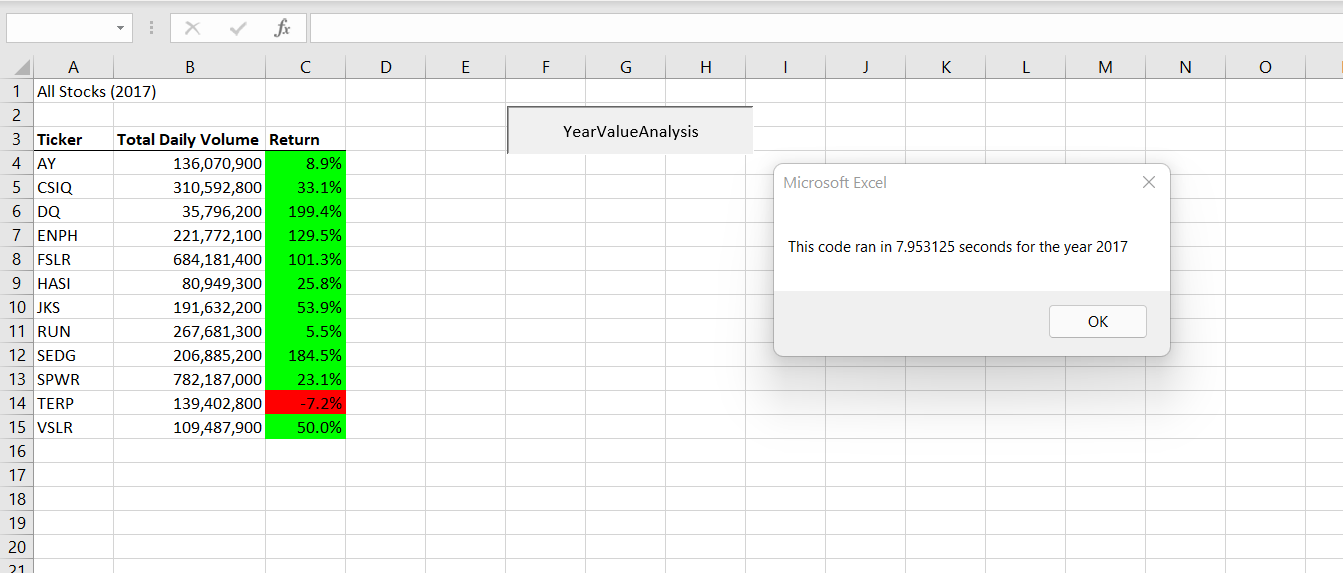 fx
A B C D E F G H I J K L M N O
1 All Stocks (2017)
2
YearValueAnalysis
3 Ticker Total Daily Volume Return
4 AY 136,070,900 8.9%
5 CSIQ 310,592,800 33.1%
6 DQ 35,796,200 199.4%
7 ENPH 221,772,100 129.5%
8 FSLR 684,181,400 101.3%
9 HASI 80,949,300 25.8%
10 JKS 191,632,200 53.9%
11 RUN 267,681,300 5.5%
12 SEDG 206,885,200 184.5%
13 SPWR 782,187,000 23.1%
14 TERP 139,402,800 -7.2%
15 VSLR 109,487,900 50.0%
16
17
18
19
20
21
Microsoft Excel
This code ran in 7.953125 seconds for the year 2017
OK